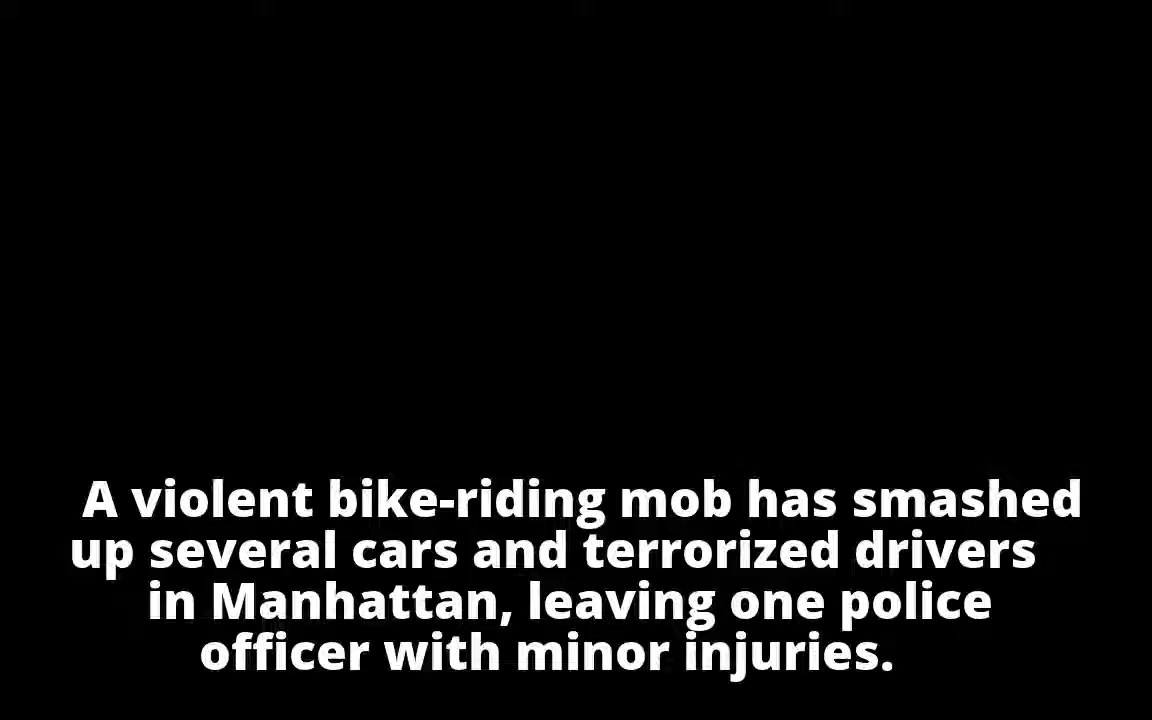 A violent bike-riding mob has smashed
up several cars and terrorized drivers
in Manhattan, leaving one police
officer with minor injuries.